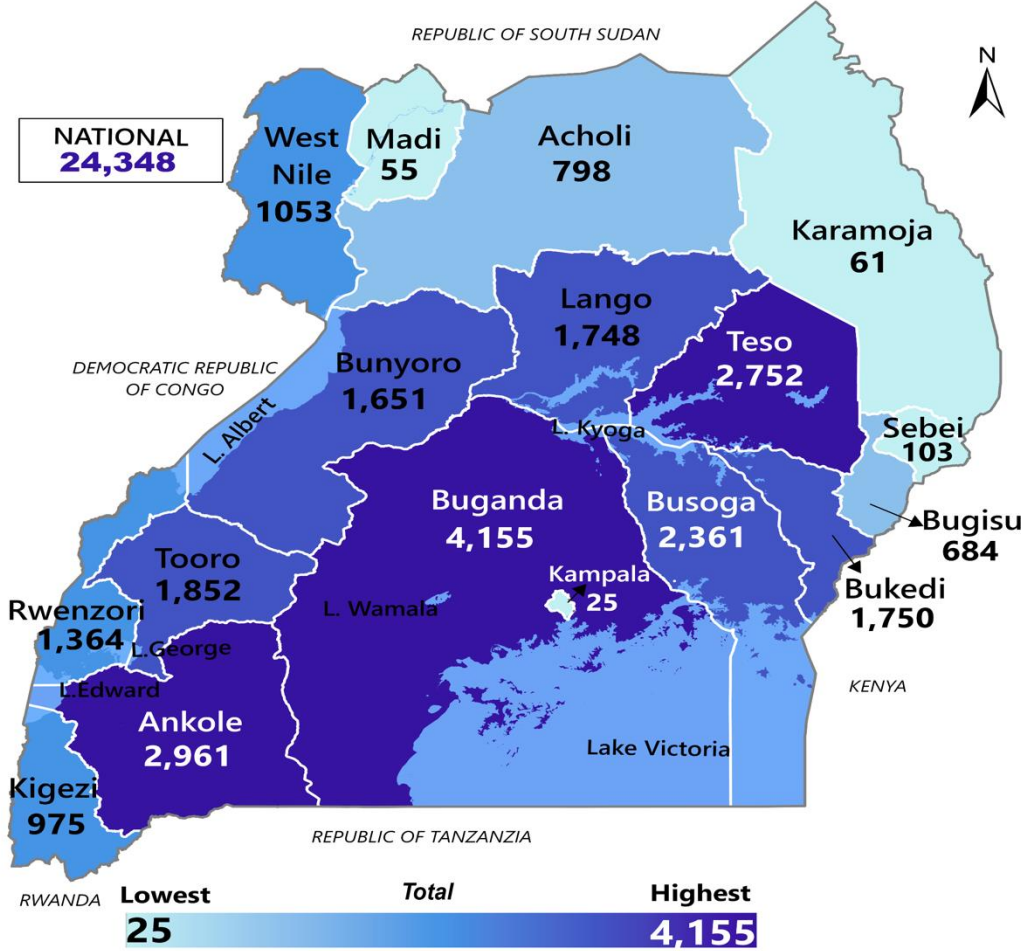 REPUBLIC OF SOUTH SUDAN
N
NATIONAL
24,348
West
Nile
1053
Madi
55
Acholi
798
Karamoja
61
Lango
1,748
Teso
2,752
DEMOCRATIC REPUBLIC
OF CONGO
Bunyoro
1,651
L. Albert
L. Kyoga
Sebei
103
Buganda
4,155
Busoga
2,361
Bugisu
684
Tooro
1,852
Kampala
25
Bukedi
1,750
L. Wamala
Rwenzori
1,364
L.George
L.Edward
KENYA
Ankole
2,961
Lake Victoria
Kigezi
975
REPUBLIC OF TANZANZIA
RWANDA
Lowest
Total
Highest
25
4,155